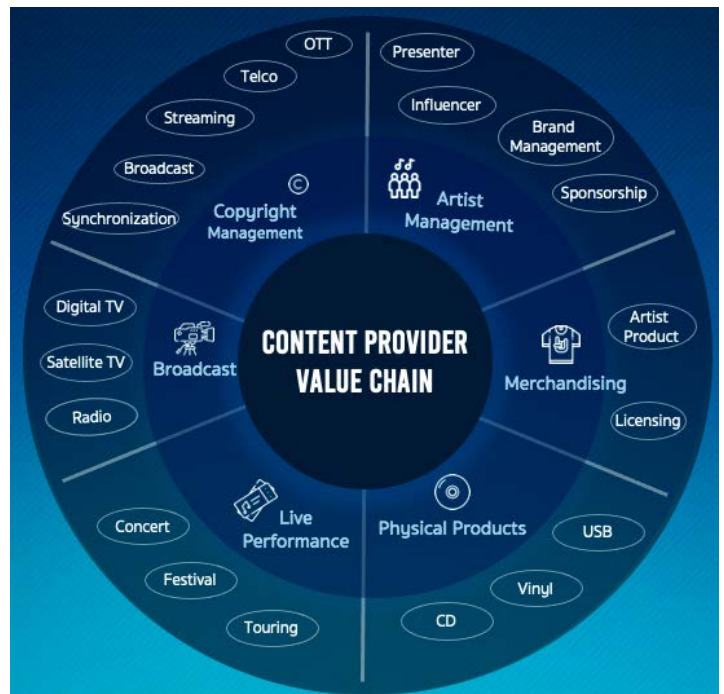 CONTENT PROVIDER
VALUE CHAIN
Copyright
Management
OTT
Telco
Streaming
Broadcast
Synchronization
Artist
Management
Presenter
Influencer
Brand
Management
Sponsorship
Merchandising
Artist
Product
Licensing
Physical Products
USB
Vinyl
CD
Live
Performance
Concert
Festival
Touring
Broadcast
Digital TV
Satellite TV
Radio
©